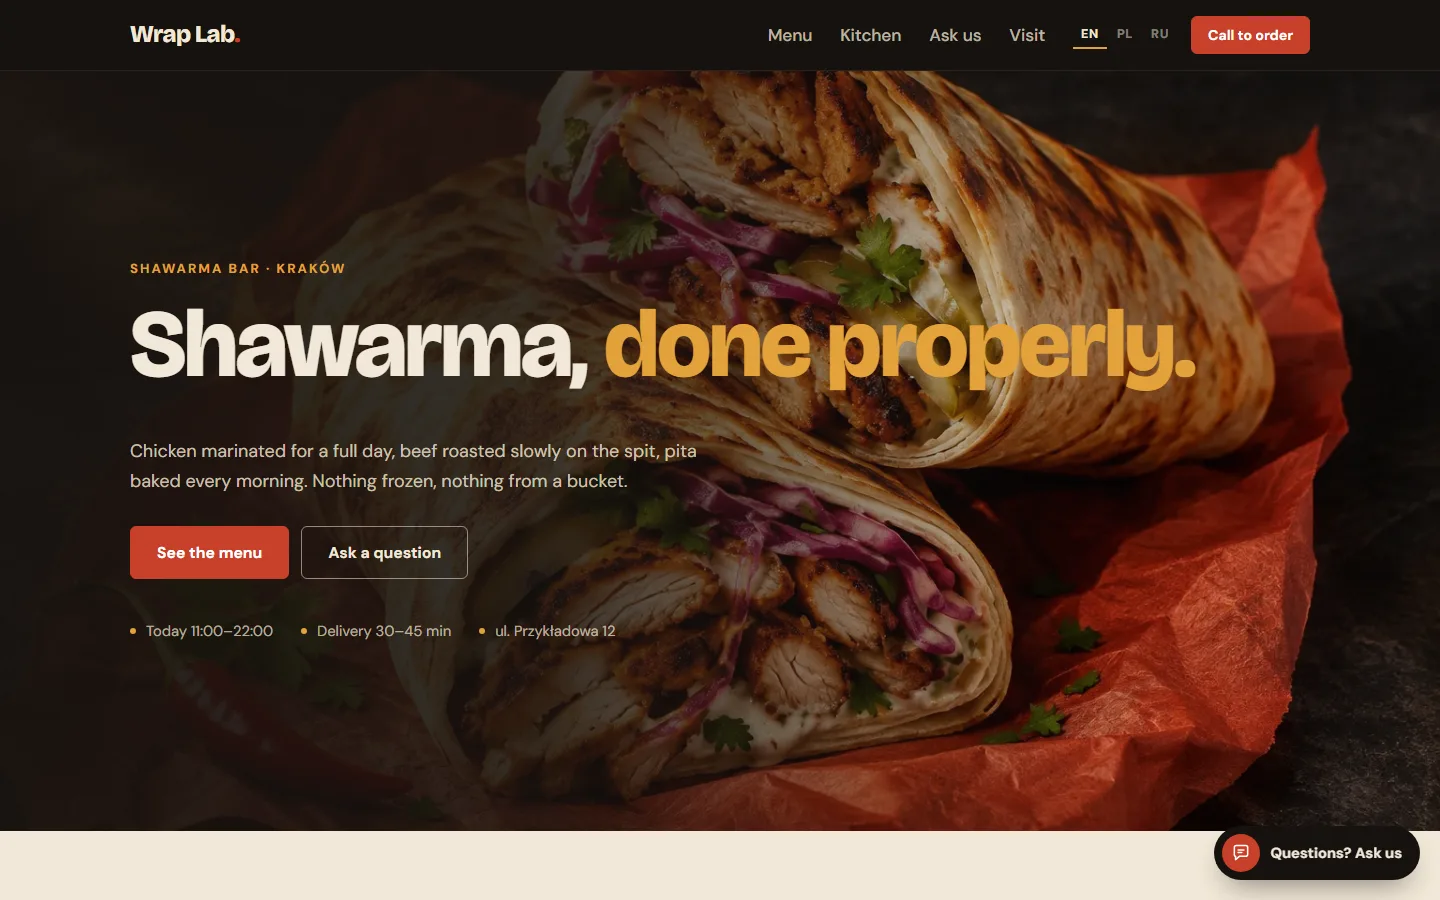 Wrap Lab.
Menu
Kitchen
Ask us
Visit
EN
PL
RU
Call to order
SHAWARMA BAR · KRAKÓW
Shawarma, done properly.
Chicken marinated for a full day, beef roasted slowly on the spit, pita
baked every morning. Nothing frozen, nothing from a bucket.
See the menu
Ask a question
Today 11:00–22:00
Delivery 30–45 min
ul. Przykładowa 12
Questions? Ask us